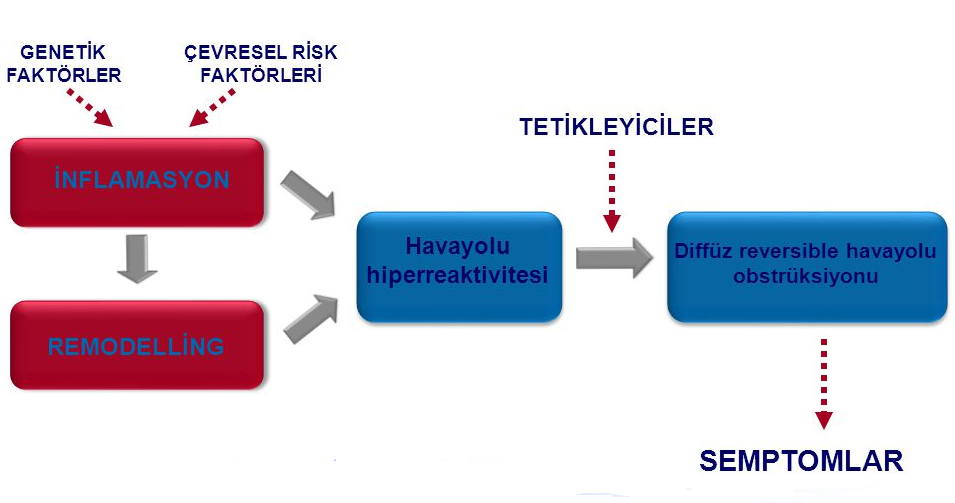 GENETİK
FAKTÖRLER
ÇEVRESEL RİSK
FAKTÖRLERİ
TETİKLEYİCİLER
İNFLAMASYON
Havayolu
hiperreaktivitesi
Diffüz reversible havayolu
obstrüksiyonu
REMODELLİNG
SEMPTOMLAR